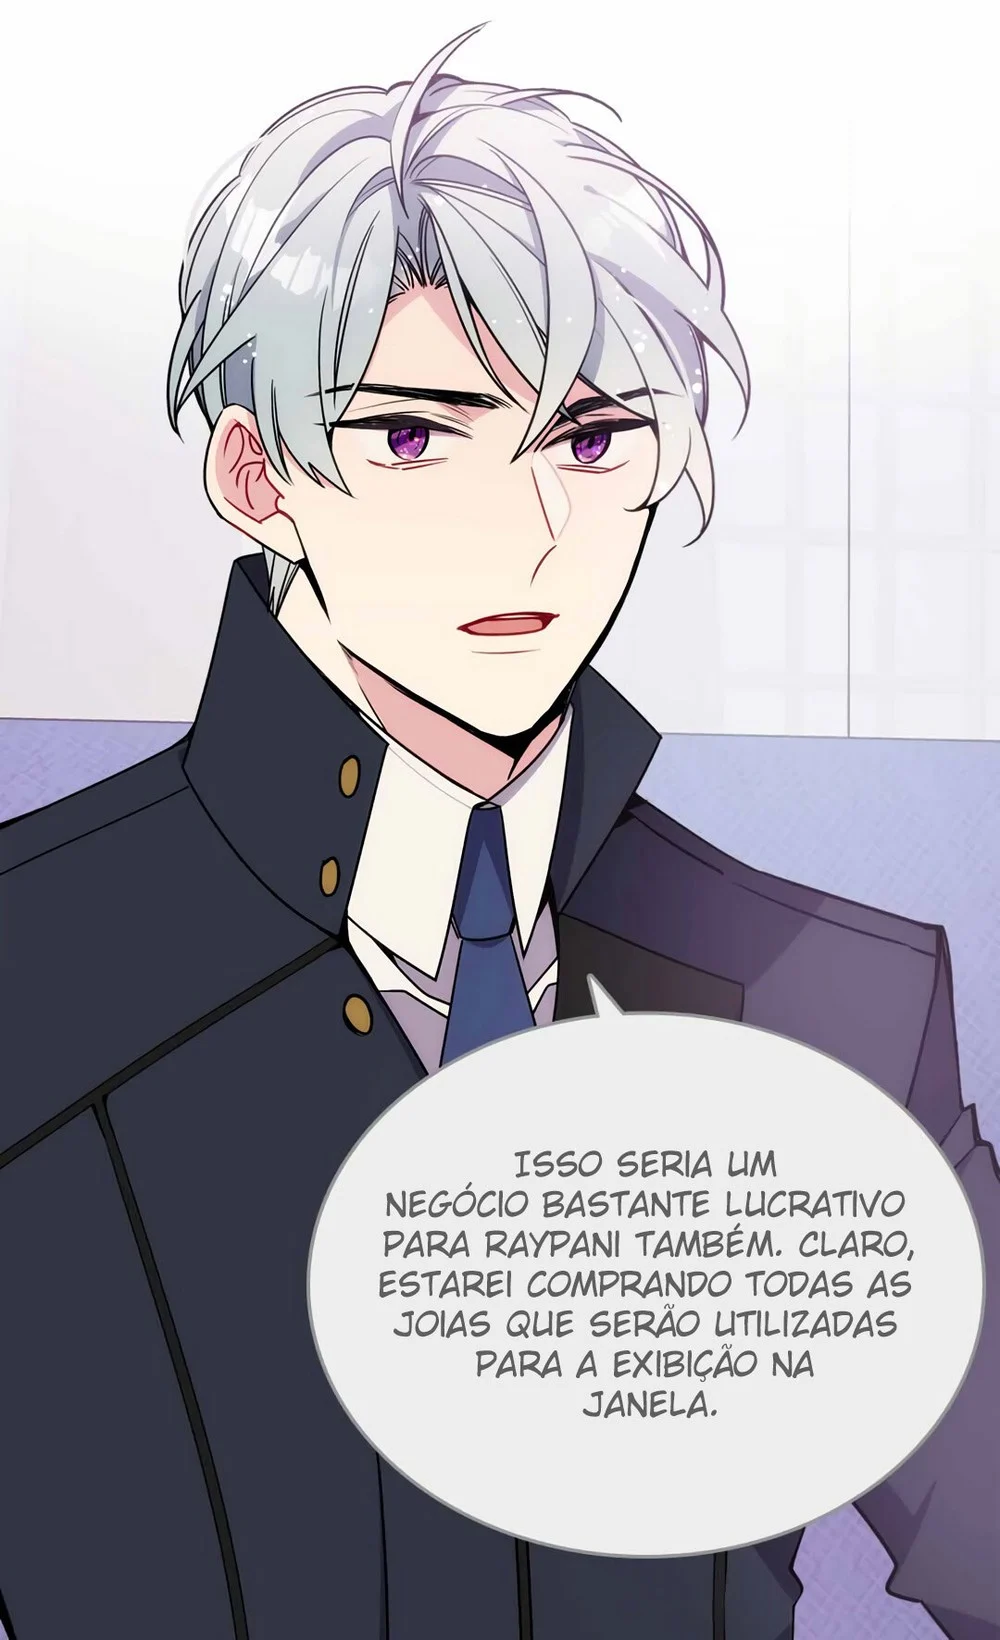 ISSO SERIA UM
NEGÓCIO BASTANTE LUCRATIVO
PARA RAYPANI TAMBÉM. CLARO,
ESTAREI COMPRANDO TODAS AS
JOIAS QUE SERÃO UTILIZADAS
PARA A EXIBIÇÃO NA
JANELA.